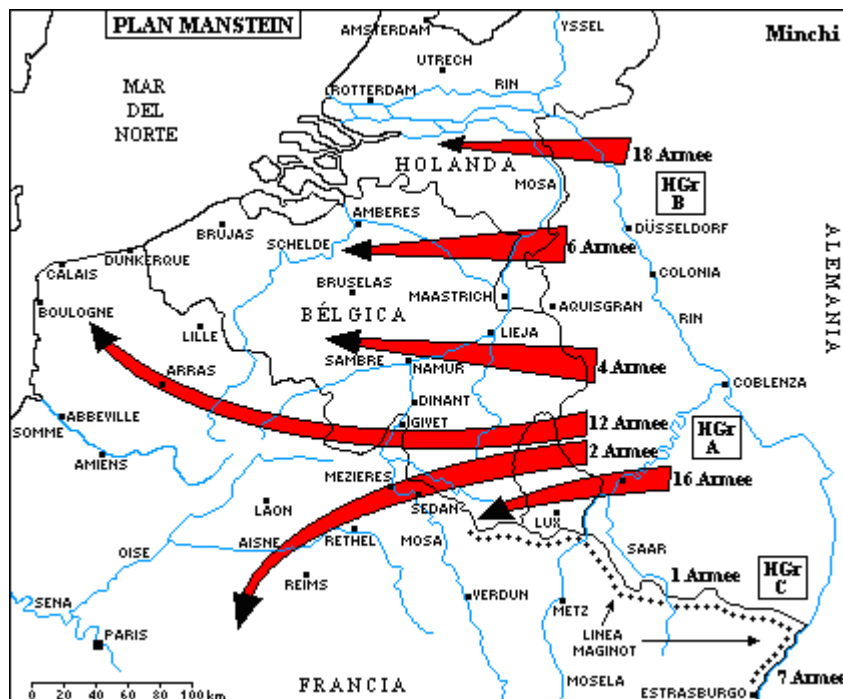 PLAN MANSTEIN
Minchi
AMSTERDAM
YSSEL
UTRECH
MAR
DEL
NORTE
ROTTERDAM
RIN
HOLANDA
18 Armee
MOSA
HGr
B
AMBERES
BRUJAS
SCHELDE
6 Armee
DÜSSELDORF
DUNKERQUE
CALAIS
BRUSELAS
MAASTRICH
AQUISGRAN
COLONIA
ALEMANIA
BOULOGNE
BÉLGICA
RIN
LILLE
LIEJA
SAMBRE
NAMUR
4 Armee
ARRAS
COBLENZA
DINANT
ABBEVILLE
GIVET
12 Armee
SOMME
HGr
A
AMIENS
2 Armee
MEZIERES
16 Armee
SEDAN
LAON
LUX
AISNE
RETHEL
MOSA
OISE
SAAR
REIMS
1 Armee
HGr
C
SENA
VERDUN
METZ
PARIS
LINEA
MAGINOT
0 20 40 60 80 100 km
FRANCIA
MOSELA
7 Armee
ESTRASBURGO